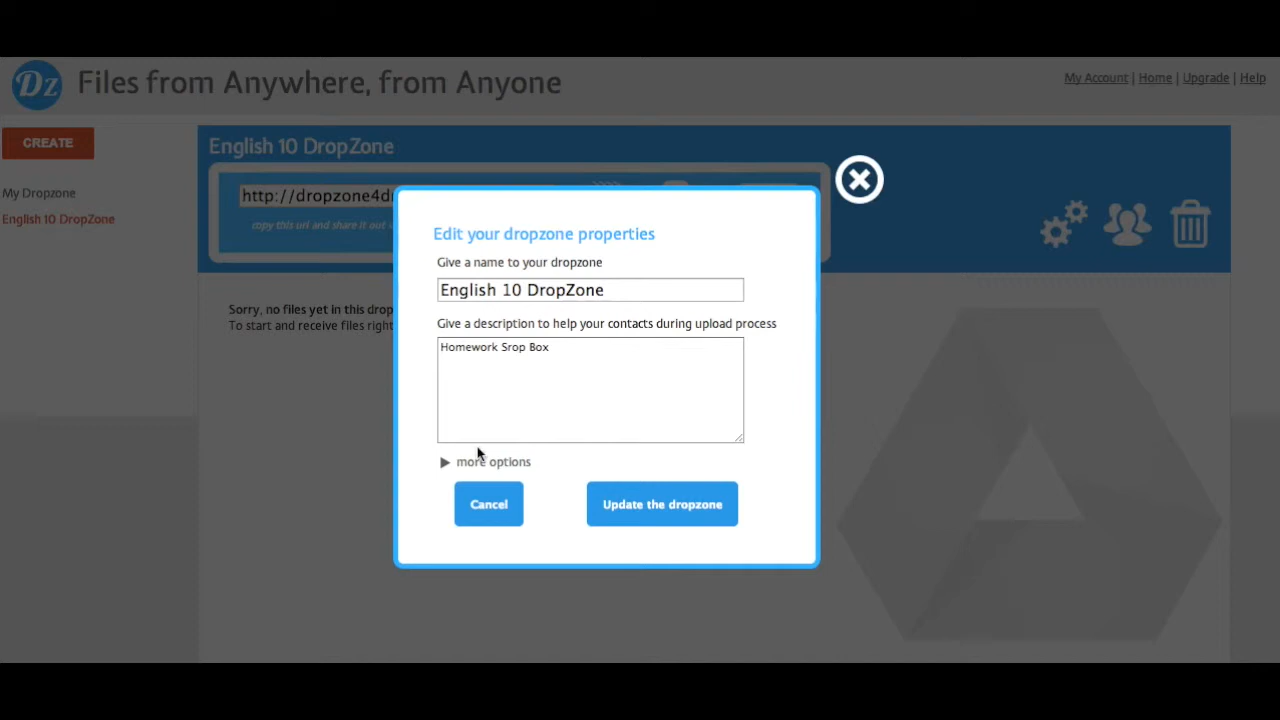 Dz
Files from Anywhere, from Anyone
My Account | Home | Upgrade | Help
CREATE
My Dropzone
English 10 DropZone
English 10 DropZone
http://dropzone4d
copy this url and share it out
Sorry, no files yet in this drop
To start and receive files right
Edit your dropzone properties
Give a name to your dropzone
English 10 DropZone
Give a description to help your contacts during upload process
Homework Srop Box
more options
Cancel
Update the dropzone